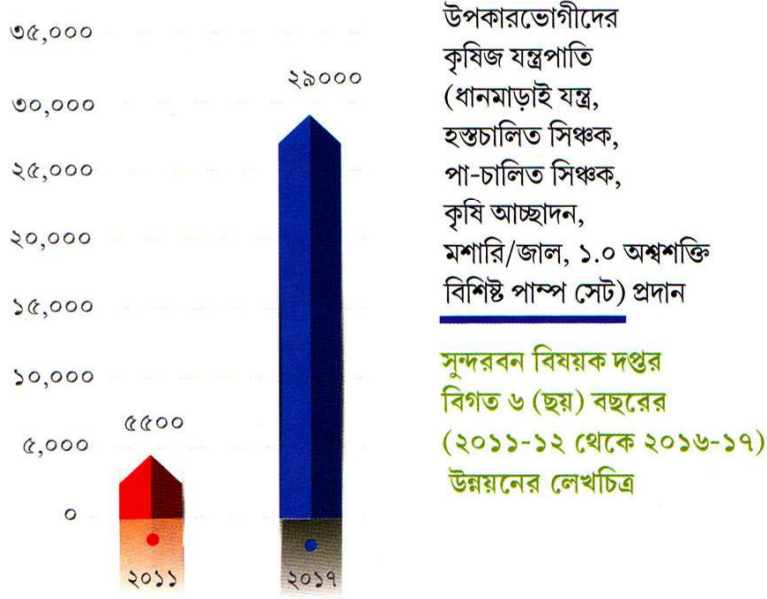 ৩৫,০০০
৩০,০০০
২৫,০০০
২০,০০০
১৫,০০০
১০,০০০
৫,০০০
০
৫৫০০
২৯০০০
২০১১
২০১৭
উপকারভোগীদের
কৃষিজ যন্ত্রপাতি
(ধানমাড়াই যন্ত্র,
হস্তচালিত সিঞ্চক,
পা-চালিত সিঞ্চক,
কৃষি আচ্ছাদন,
মশারি/জাল, ১.০ অশ্বশক্তি
বিশিষ্ট পাম্প সেট) প্রদান
সুন্দরবন বিষয়ক দপ্তর
বিগত ৬ (ছয়) বছরের
(২০১১-১২ থেকে ২০১৬-১৭)
উন্নয়নের লেখচিত্র